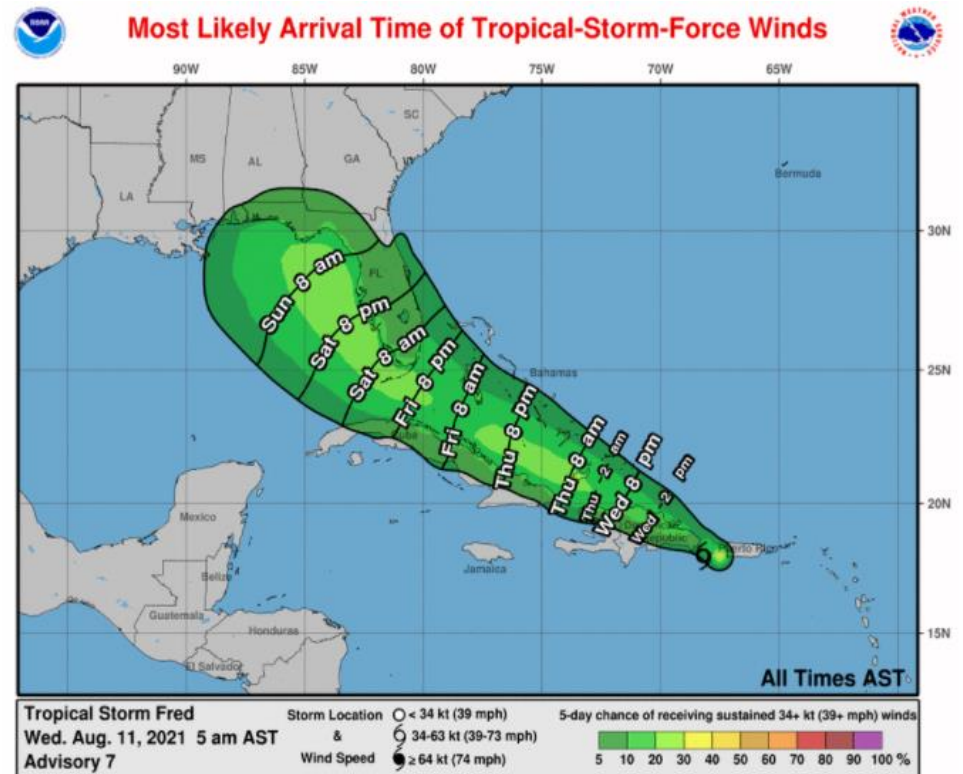 Most Likely Arrival Time of Tropical-Storm-Force Winds
NOAA
90W 85W 80W 75W 70W 65W
SC
MS AL GA
LA
Bermuda
30N
FL
Sun 8 am
Sat 8 pm
Sat 8 am
Fri 8 pm
Fri 8 am
Thu 8 pm
Thu 8 am
Thu 2 am
Wed 8 pm
Wed 2 pm
25N
Bahamas
20N
Mexico
Republic
Puerto Rico
Jamaica
Belize
Guatemala
Honduras
15N
El Salvador
All Times AST
Tropical Storm Fred
Wed. Aug. 11, 2021 5 am AST
Advisory 7
Storm Location
&
Wind Speed
< 34 kt (39 mph)
34-63 kt (39-73 mph)
≥ 64 kt (74 mph)
5-day chance of receiving sustained 34+ kt (39+ mph) winds
5 10 20 30 40 50 60 70 80 90 100 %